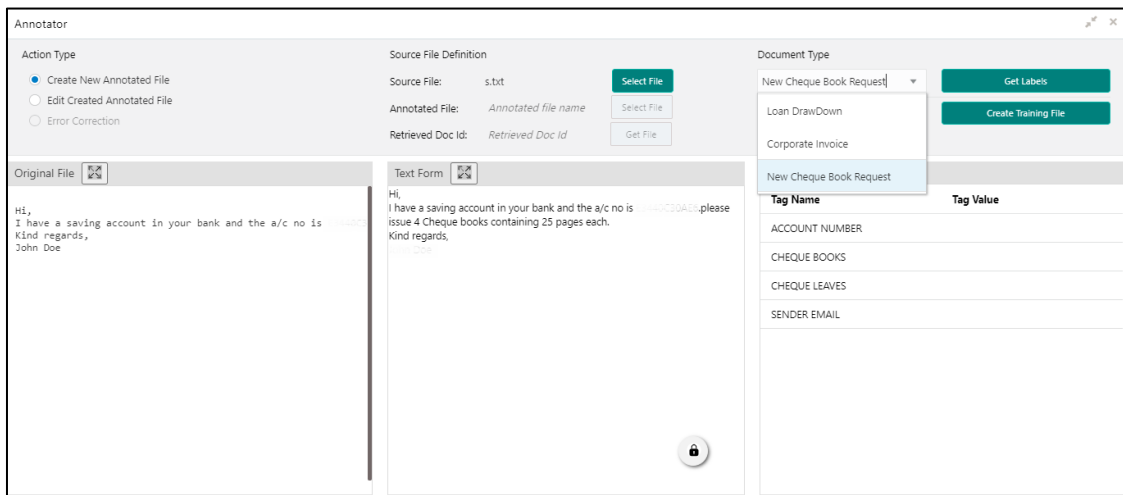 Annotator
Action Type
Create New Annotated File
Edit Created Annotated File
Error Correction
Source File Definition
Source File: s.txt Select File
Annotated File: Annotated file name Select File
Retrieved Doc Id: Retrieved Doc Id Get File
Document Type
New Cheque Book Request
Loan DrawDown
Corporate Invoice
New Cheque Book Request
Get Labels
Create Training File
Original File
Hi,
I have a saving account in your bank and the a/c no is
Kind regards,
John Doe
Text Form
Hi,
I have a saving account in your bank and the a/c no is .please
issue 4 Cheque books containing 25 pages each.
Kind regards,
John Doe
Tag Name Tag Value
ACCOUNT NUMBER
CHEQUE BOOKS
CHEQUE LEAVES
SENDER EMAIL